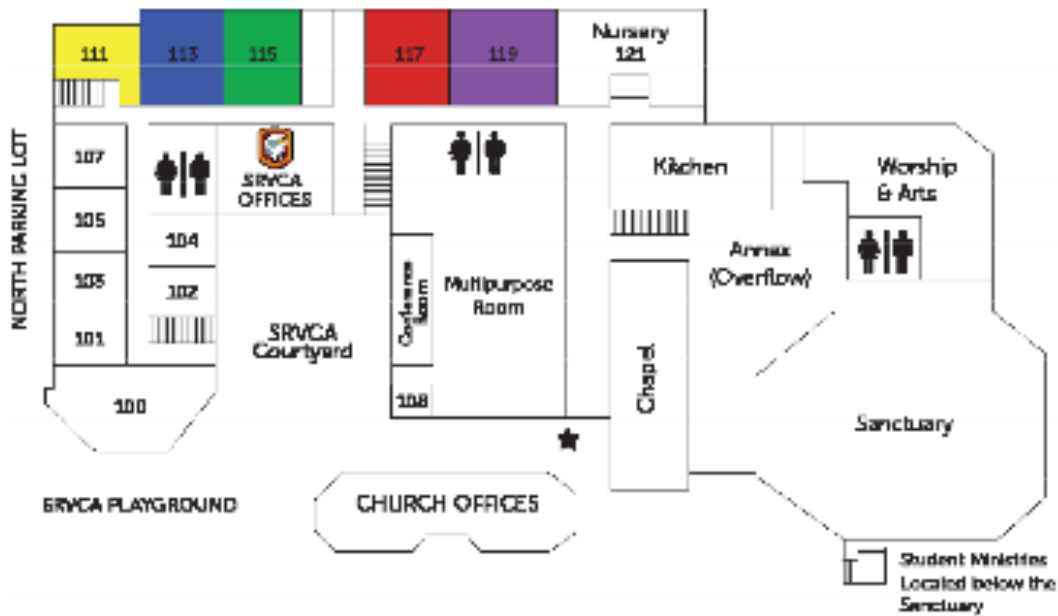 111
113
115
117
119
Nursery
121
NORTH PARKING LOT
107
105
103
101
100
104
102
SRVCA
OFFICES
SRVCA
Courtyard
Conference
Room
108
Multipurpose
Room
Kitchen
Worship
& Arts
Annex
(Overflow)
Chapel
Sanctuary
SRVCA PLAYGROUND
CHURCH OFFICES
Student Ministries
Located below the
Sanctuary